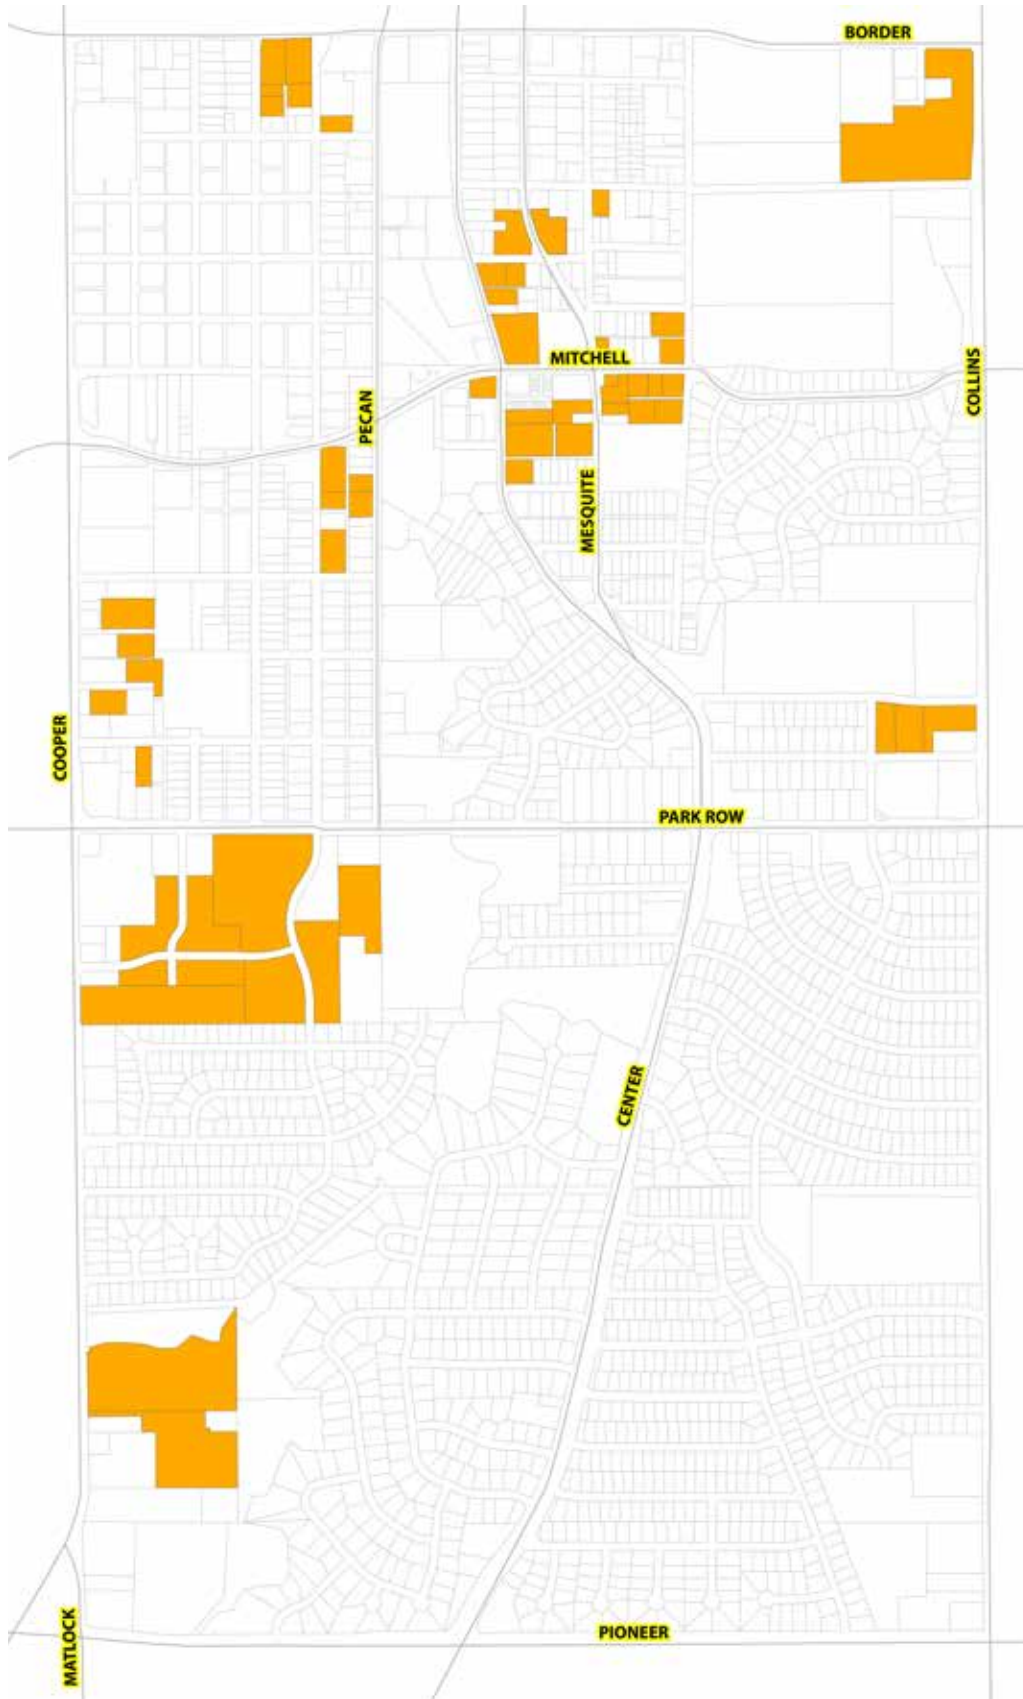 BORDER
MITCHELL
COLLINS
PECAN
MESQUITE
COOPER
PARK ROW
CENTER
PIONEER
MATLOCK